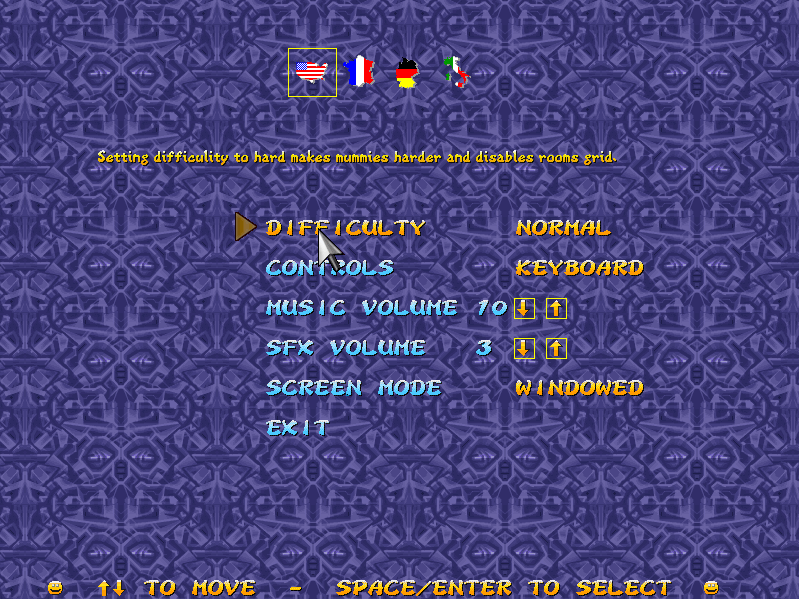 Setting difficulity to hard makes mummies harder and disables rooms grid.
DIFFICULTY NORMAL
CONTROLS KEYBOARD
MUSIC VOLUME 10 ↓ ↑
SFX VOLUME 3 ↓ ↑
SCREEN MODE WINDOWED
EXIT
↑↓ TO MOVE - SPACE/ENTER TO SELECT